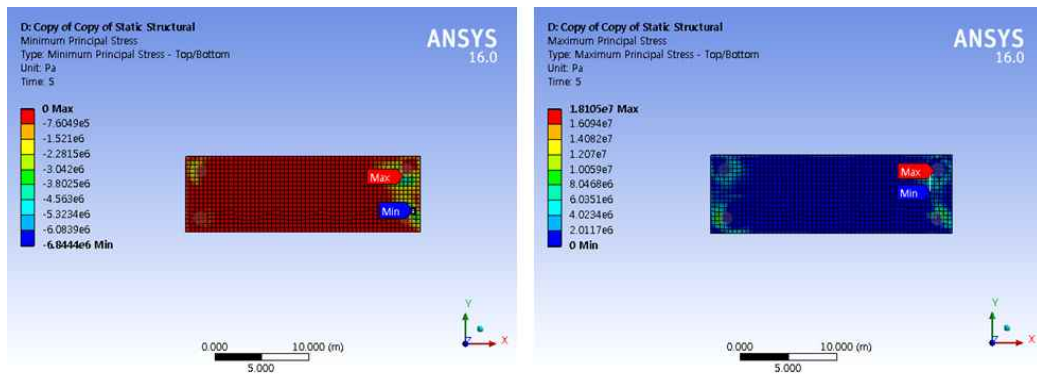 D: Copy of Copy of Static Structural
Minimum Principal Stress
Type: Minimum Principal Stress - Top/Bottom
Unit: Pa
Time: 5
ANSYS
16.0
0 Max
-7.6049e5
-1.521e6
-2.2815e6
-3.042e6
-3.8025e6
-4.563e6
-5.3234e6
-6.0839e6
-6.8444e6 Min
Max
Min
Y
X
Z
0.000
10.000 (m)
5.000
D: Copy of Copy of Static Structural
Maximum Principal Stress
Type: Maximum Principal Stress - Top/Bottom
Unit: Pa
Time: 5
ANSYS
16.0
1.8105e7 Max
1.6094e7
1.4082e7
1.207e7
1.0059e7
8.0468e6
6.0351e6
4.0234e6
2.0117e6
0 Min
Max
Min
Y
X
Z
0.000
10.000 (m)
5.000